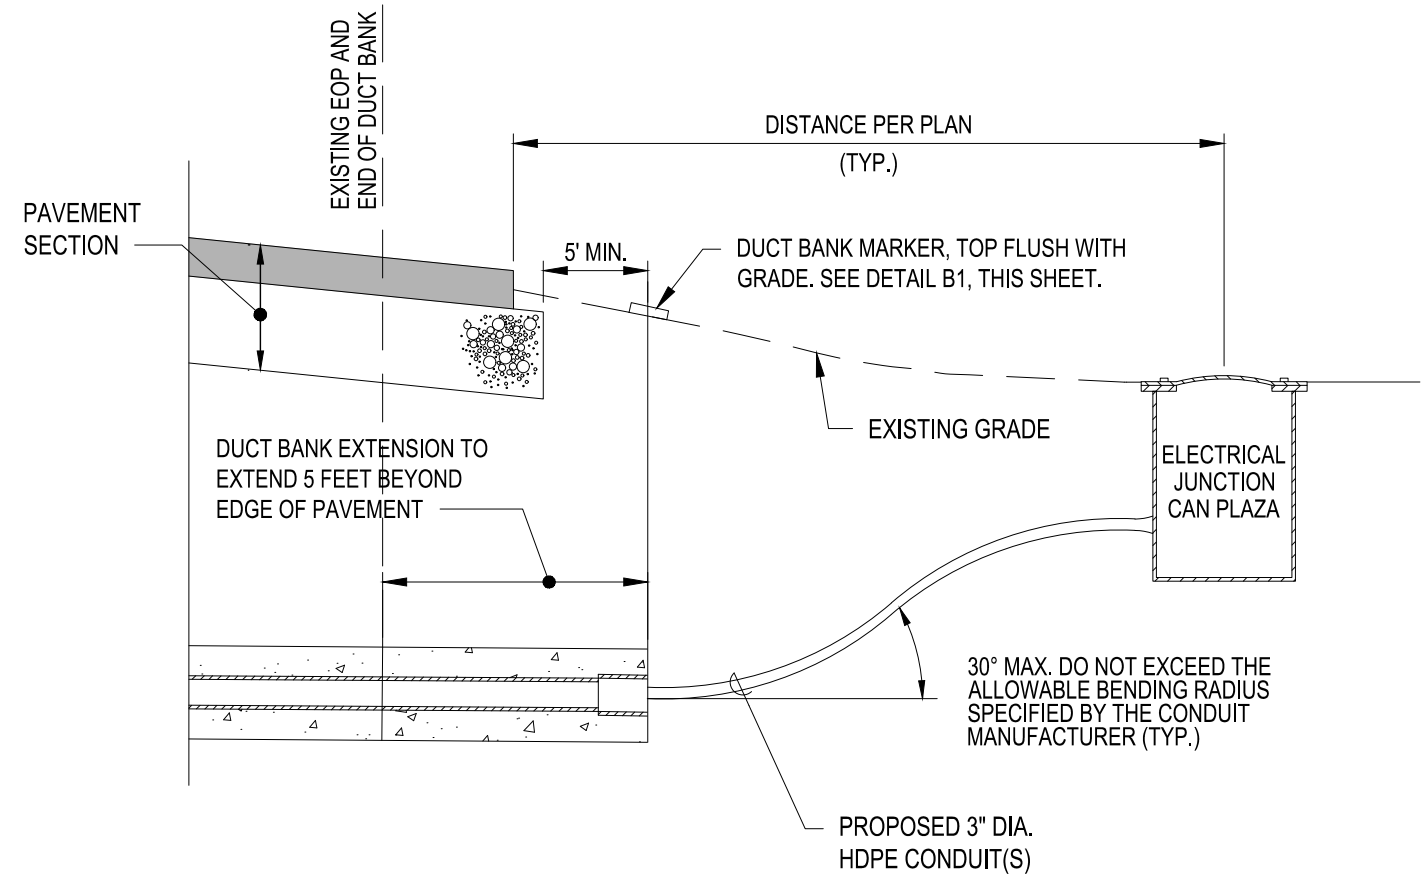 EXISTING EOP AND
END OF DUCT BANK
DISTANCE PER PLAN
(TYP.)
PAVEMENT
SECTION
5' MIN.
DUCT BANK MARKER, TOP FLUSH WITH
GRADE. SEE DETAIL B1, THIS SHEET.
EXISTING GRADE
DUCT BANK EXTENSION TO
EXTEND 5 FEET BEYOND
EDGE OF PAVEMENT
ELECTRICAL
JUNCTION
CAN PLAZA
30° MAX. DO NOT EXCEED THE
ALLOWABLE BENDING RADIUS
SPECIFIED BY THE CONDUIT
MANUFACTURER (TYP.)
PROPOSED 3" DIA.
HDPE CONDUIT(S)